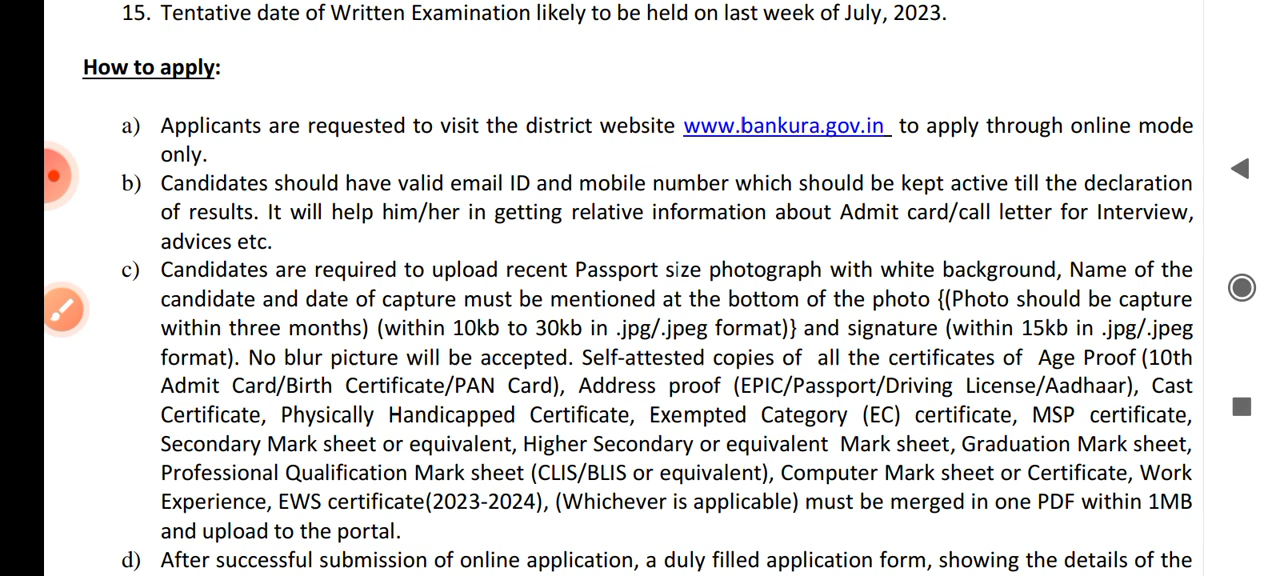 15. Tentative date of Written Examination likely to be held on last week of July, 2023.
How to apply:
a) Applicants are requested to visit the district website www.bankura.gov.in to apply through online mode
only.
b) Candidates should have valid email ID and mobile number which should be kept active till the declaration
of results. It will help him/her in getting relative information about Admit card/call letter for Interview,
advices etc.
c) Candidates are required to upload recent Passport size photograph with white background, Name of the
candidate and date of capture must be mentioned at the bottom of the photo {(Photo should be capture
within three months) (within 10kb to 30kb in .jpg/.jpeg format)} and signature (within 15kb in .jpg/.jpeg
format). No blur picture will be accepted. Self-attested copies of all the certificates of Age Proof (10th
Admit Card/Birth Certificate/PAN Card), Address proof (EPIC/Passport/Driving License/Aadhaar), Cast
Certificate, Physically Handicapped Certificate, Exempted Category (EC) certificate, MSP certificate,
Secondary Mark sheet or equivalent, Higher Secondary or equivalent Mark sheet, Graduation Mark sheet,
Professional Qualification Mark sheet (CLIS/BLIS or equivalent), Computer Mark sheet or Certificate, Work
Experience, EWS certificate(2023-2024), (Whichever is applicable) must be merged in one PDF within 1MB
and upload to the portal.
d) After successful submission of online application, a duly filled application form, showing the details of the